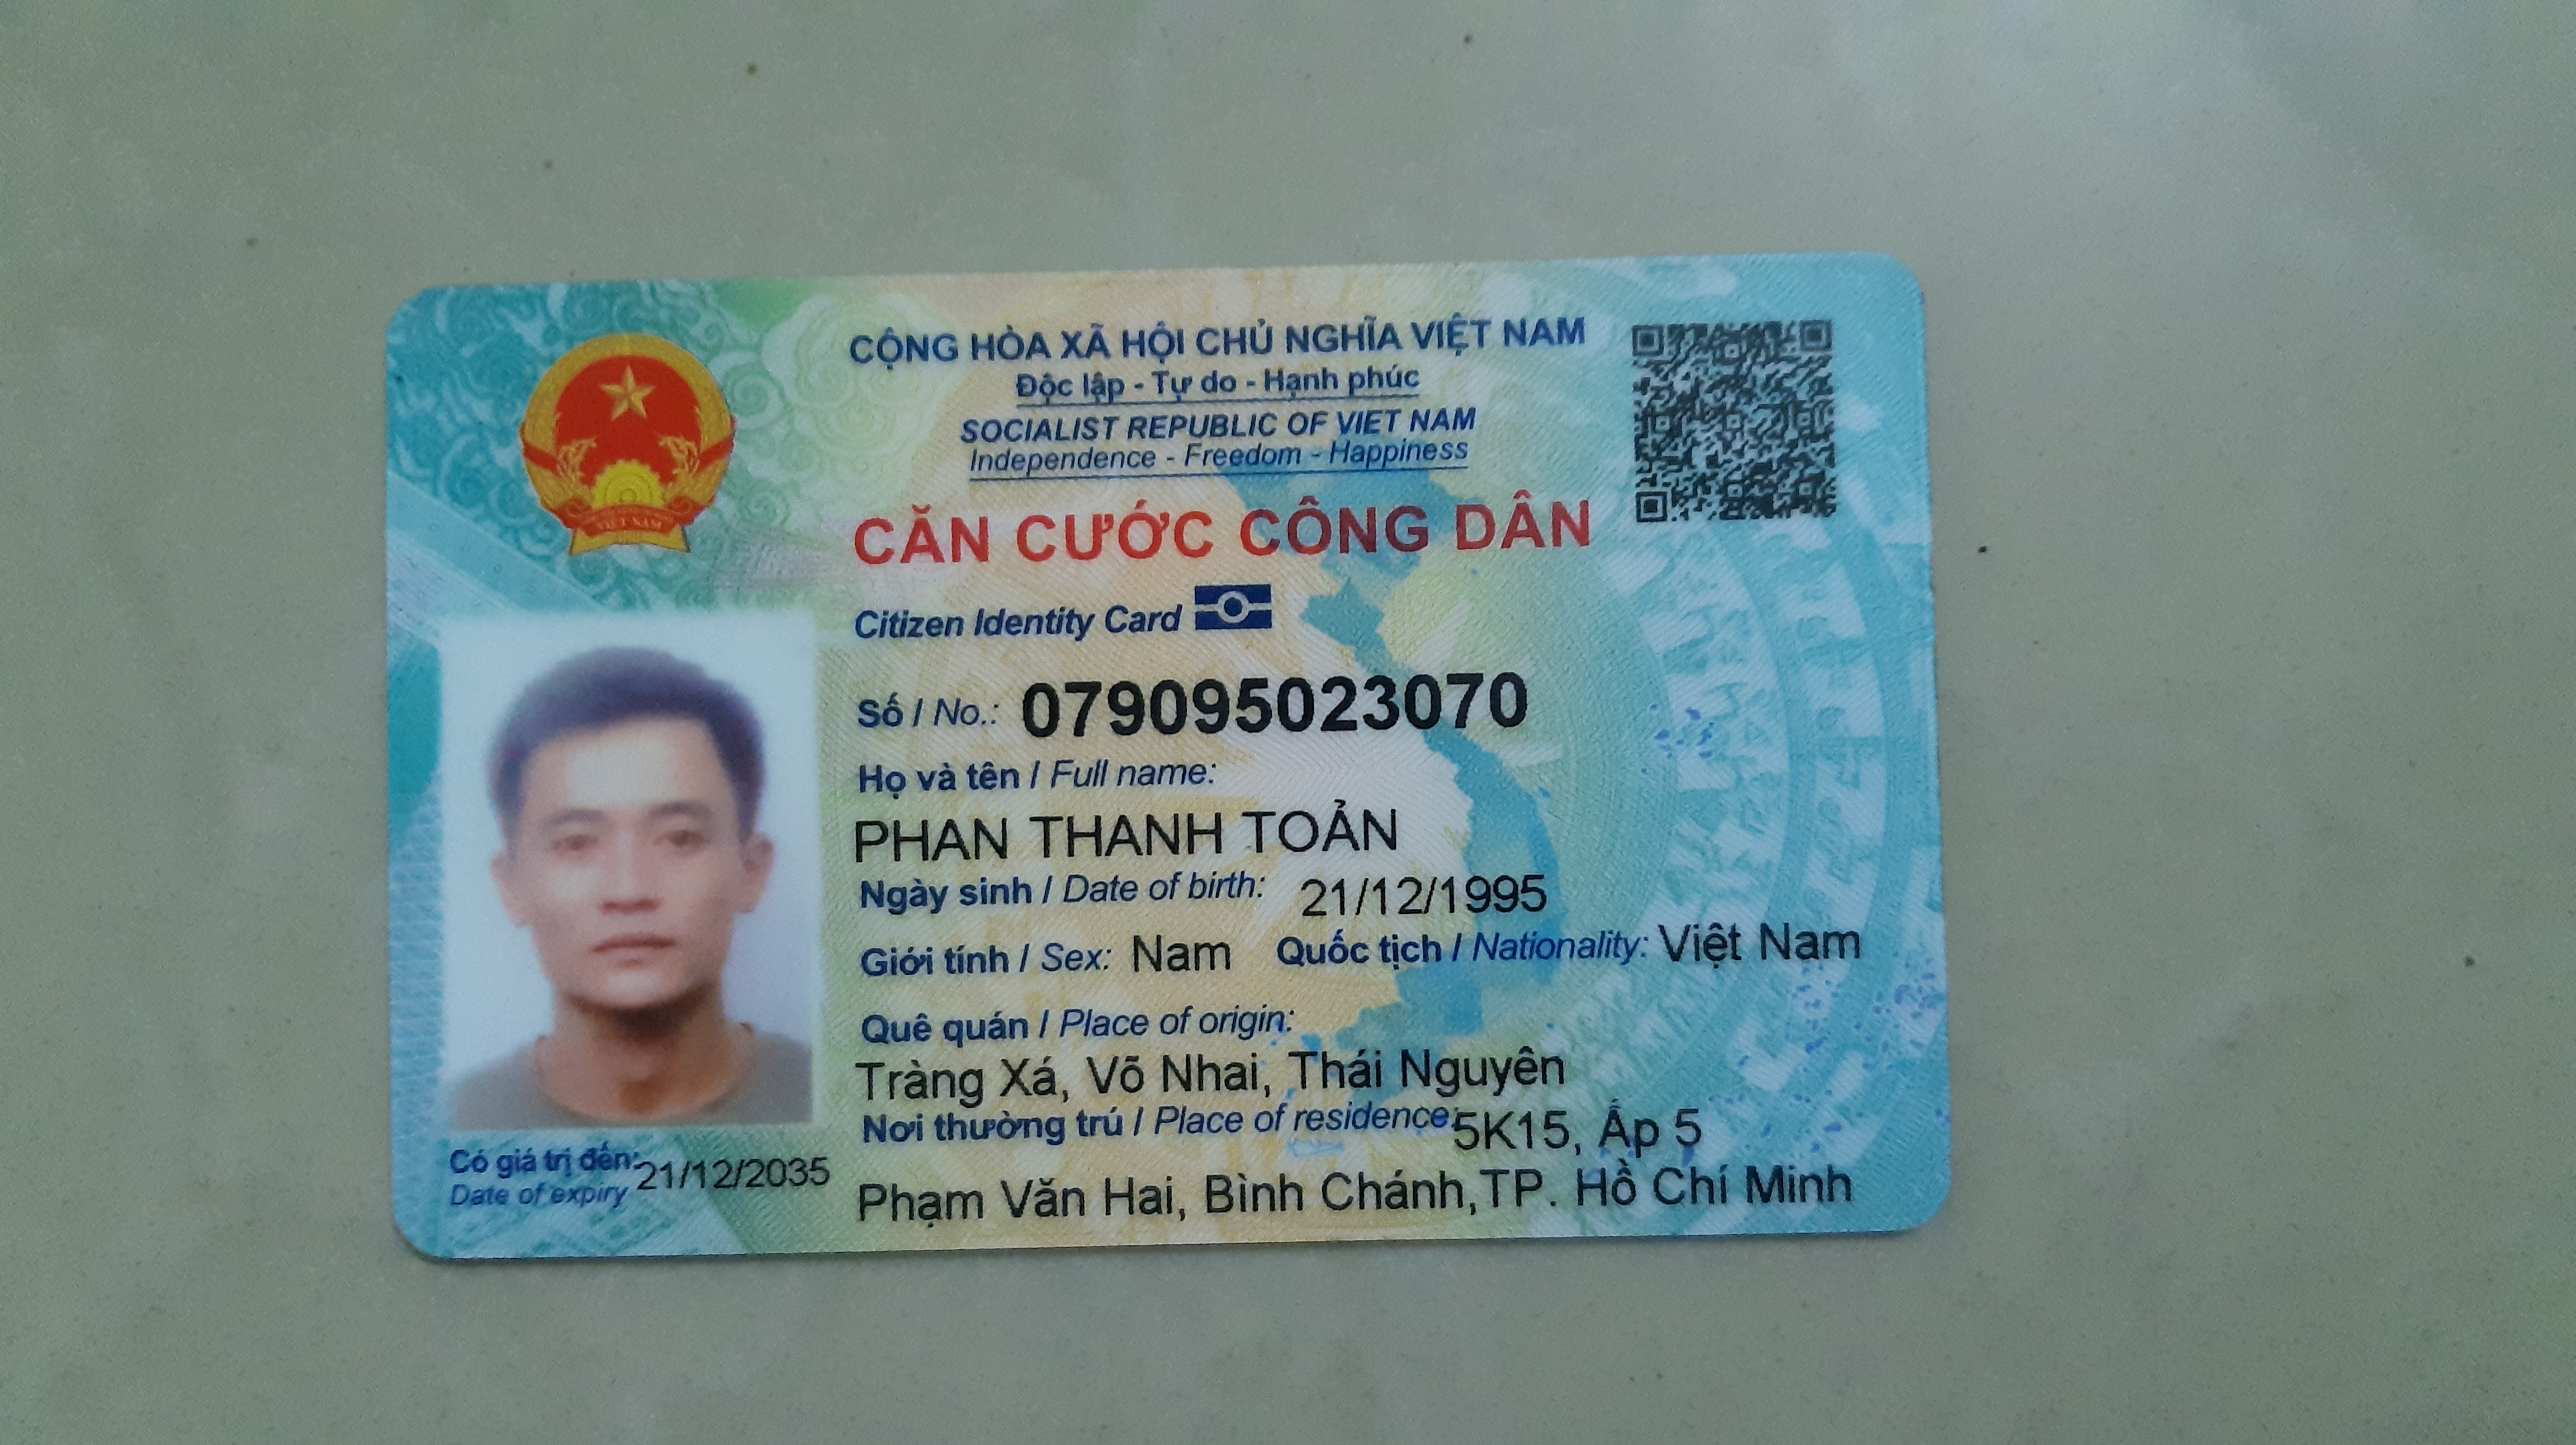 CỘNG HÒA XÃ HỘI CHỦ NGHĨA VIỆT NAM
Độc lập - Tự do - Hạnh phúc
SOCIALIST REPUBLIC OF VIET NAM
Independence - Freedom - Happiness
CĂN CƯỚC CÔNG DÂN
Citizen Identity Card
Số / No.: 079095023070
Họ và tên / Full name:
PHAN THANH TOẢN
Ngày sinh / Date of birth: 21/12/1995
Giới tính / Sex: Nam Quốc tịch / Nationality: Việt Nam
Quê quán / Place of origin:
Tràng Xá, Võ Nhai, Thái Nguyên
Nơi thường trú / Place of residence: 5K15, Ấp 5
Phạm Văn Hai, Bình Chánh, TP. Hồ Chí Minh
Có giá trị đến: 21/12/2035
Date of expiry
VIỆT NAM